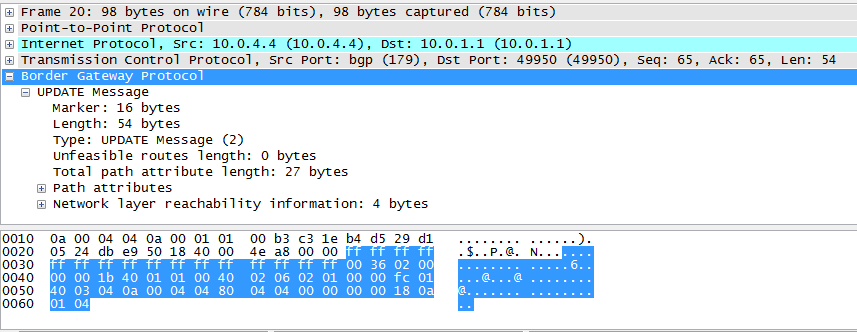 Frame 20: 98 bytes on wire (784 bits), 98 bytes captured (784 bits)
Point-to-Point Protocol
Internet Protocol, Src: 10.0.4.4 (10.0.4.4), Dst: 10.0.1.1 (10.0.1.1)
Transmission Control Protocol, Src Port: bgp (179), Dst Port: 49950 (49950), Seq: 65, Ack: 65, Len: 54
Border Gateway Protocol
UPDATE Message
Marker: 16 bytes
Length: 54 bytes
Type: UPDATE Message (2)
Unfeasible routes length: 0 bytes
Total path attribute length: 27 bytes
Path attributes
Network layer reachability information: 4 bytes
0010 0a 00 04 04 0a 00 01 01 00 b3 c3 1e b4 d5 29 d1 ........ ......).
0020 05 24 db e9 50 18 40 00 4e a8 00 00 ff ff ff ff .$..P.@. N.......
0030 ff ff ff ff ff ff ff ff ff ff ff ff 00 36 02 00 ........ .....6..
0040 00 00 1b 40 01 01 00 40 02 06 02 01 00 00 fc 01 ...@...@ ........
0050 40 03 04 0a 00 04 04 80 04 04 00 00 00 00 18 0a @....... ........
0060 01 04 ..